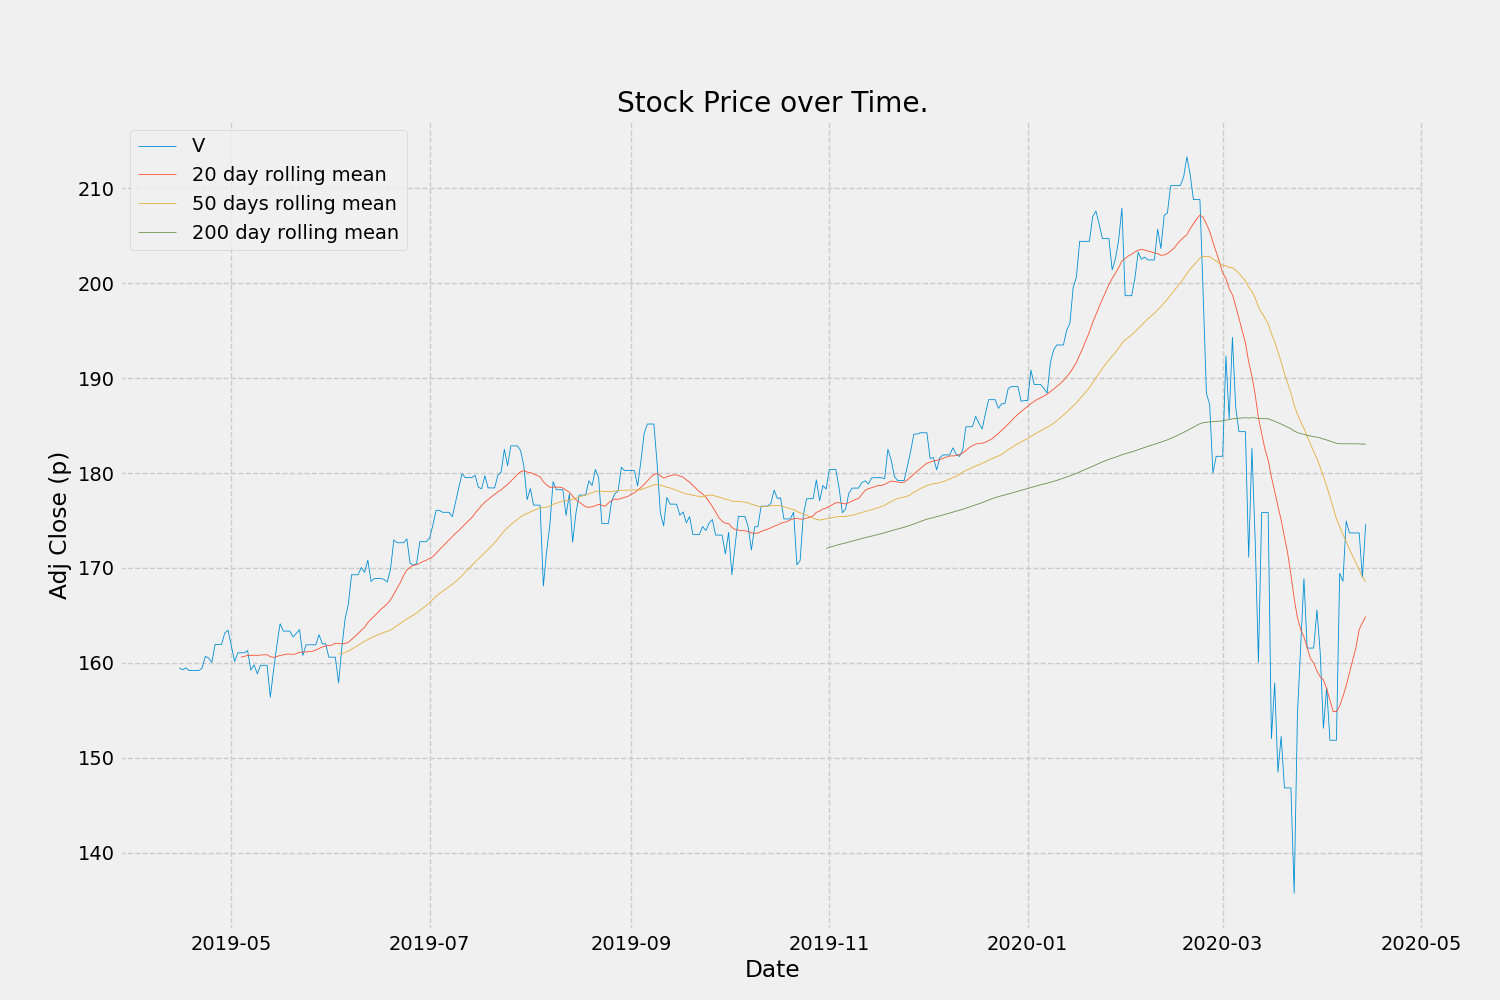 Stock Price over Time.
V
20 day rolling mean
50 days rolling mean
200 day rolling mean
Adj Close (p)
210
200
190
180
170
160
150
140
2019-05 2019-07 2019-09 2019-11 2020-01 2020-03 2020-05
Date